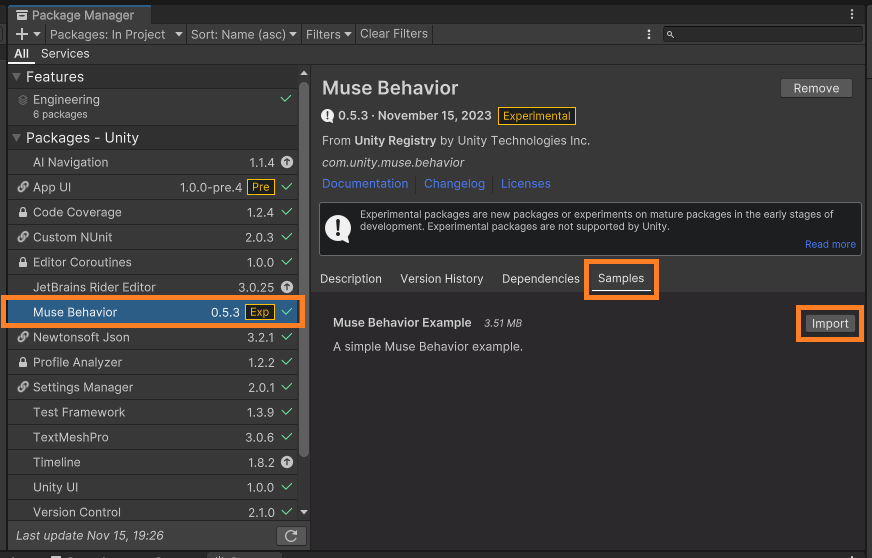 Package Manager
Packages: In Project
Sort: Name (asc)
Filters
Clear Filters
All
Services
Features
Engineering
6 packages
Packages - Unity
AI Navigation 1.1.4
App UI 1.0.0-pre.4 Pre
Code Coverage 1.2.4
Custom NUnit 2.0.3
Editor Coroutines 1.0.0
JetBrains Rider Editor 3.0.25
Muse Behavior 0.5.3 Exp
Newtonsoft Json 3.2.1
Profile Analyzer 1.2.2
Settings Manager 2.0.1
Test Framework 1.3.9
TextMeshPro 3.0.6
Timeline 1.8.2
Unity UI 1.0.0
Version Control 2.1.0
Last update Nov 15, 19:26
Muse Behavior
Remove
0.5.3 · November 15, 2023 Experimental
From Unity Registry by Unity Technologies Inc.
com.unity.muse.behavior
Documentation
Changelog
Licenses
Experimental packages are new packages or experiments on mature packages in the early stages of
development. Experimental packages are not supported by Unity.
Read more
Description
Version History
Dependencies
Samples
Muse Behavior Example 3.51 MB
Import
A simple Muse Behavior example.